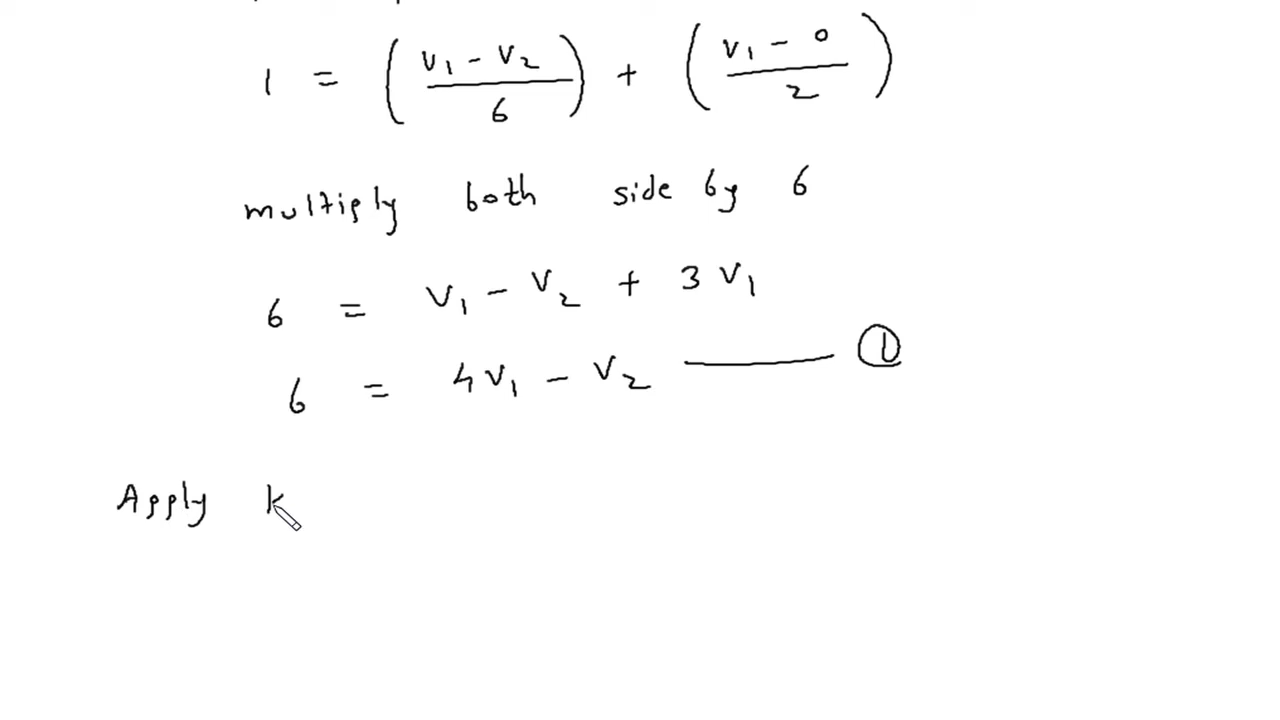 1 = ( (v1 - v2) / 6 ) + ( (v1 - 0) / 2 )
multiply both side by 6
6 = v1 - v2 + 3 v1
6 = 4v1 - v2 ——— ①
Apply k